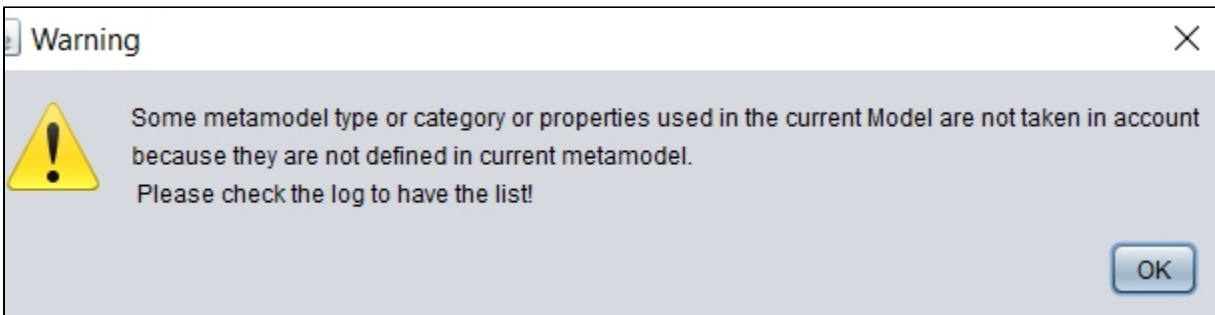 Warning
Some metamodel type or category or properties used in the current Model are not taken in account
because they are not defined in current metamodel.
Please check the log to have the list!
OK